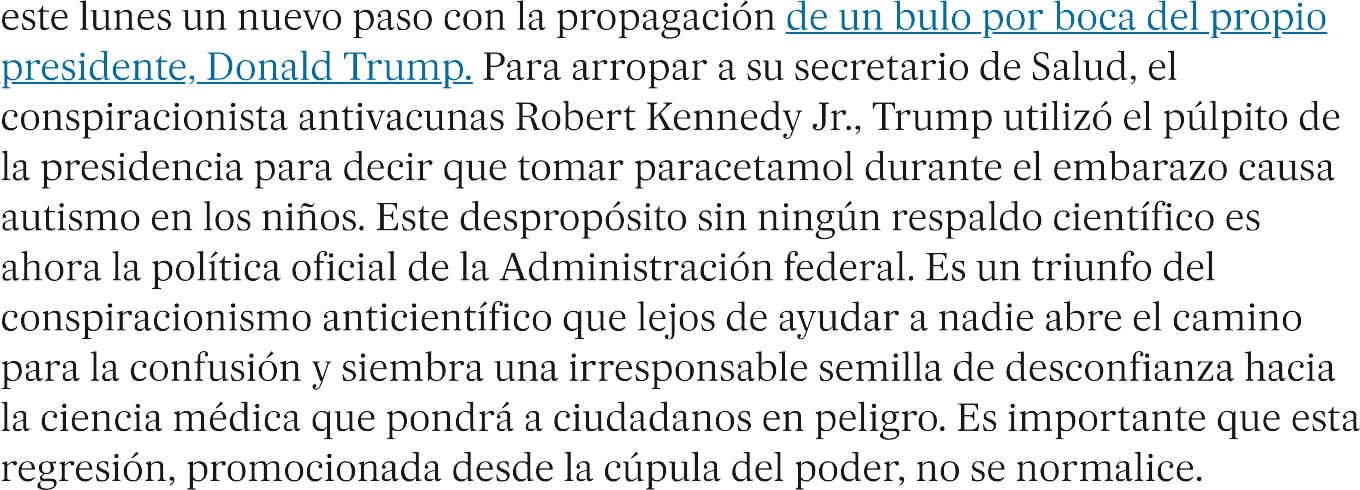 este lunes un nuevo paso con la propagación de un bulo por boca del propio
presidente, Donald Trump. Para arropar a su secretario de Salud, el
conspiracionista antivacunas Robert Kennedy Jr., Trump utilizó el púlpito de
la presidencia para decir que tomar paracetamol durante el embarazo causa
autismo en los niños. Este despropósito sin ningún respaldo científico es
ahora la política oficial de la Administración federal. Es un triunfo del
conspiracionismo anticientífico que lejos de ayudar a nadie abre el camino
para la confusión y siembra una irresponsable semilla de desconfianza hacia
la ciencia médica que pondrá a ciudadanos en peligro. Es importante que esta
regresión, promocionada desde la cúpula del poder, no se normalice.